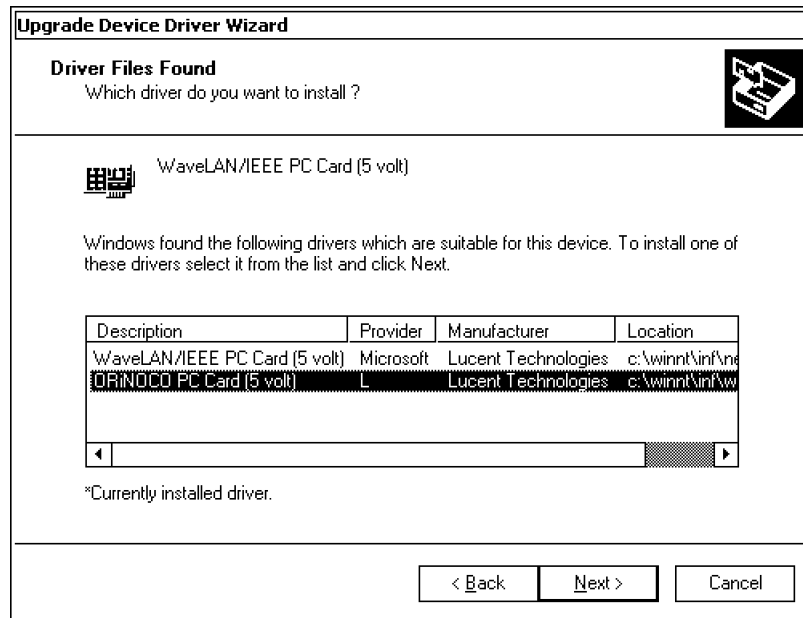 Upgrade Device Driver Wizard
Driver Files Found
Which driver do you want to install ?
WaveLAN/IEEE PC Card (5 volt)
Windows found the following drivers which are suitable for this device. To install one of
these drivers select it from the list and click Next.
Description Provider Manufacturer Location
WaveLAN/IEEE PC Card (5 volt) Microsoft Lucent Technologies c:\winnt\inf\ne
ORiNOCO PC Card (5 volt) L Lucent Technologies c:\winnt\inf\w
*Currently installed driver.
< Back Next > Cancel